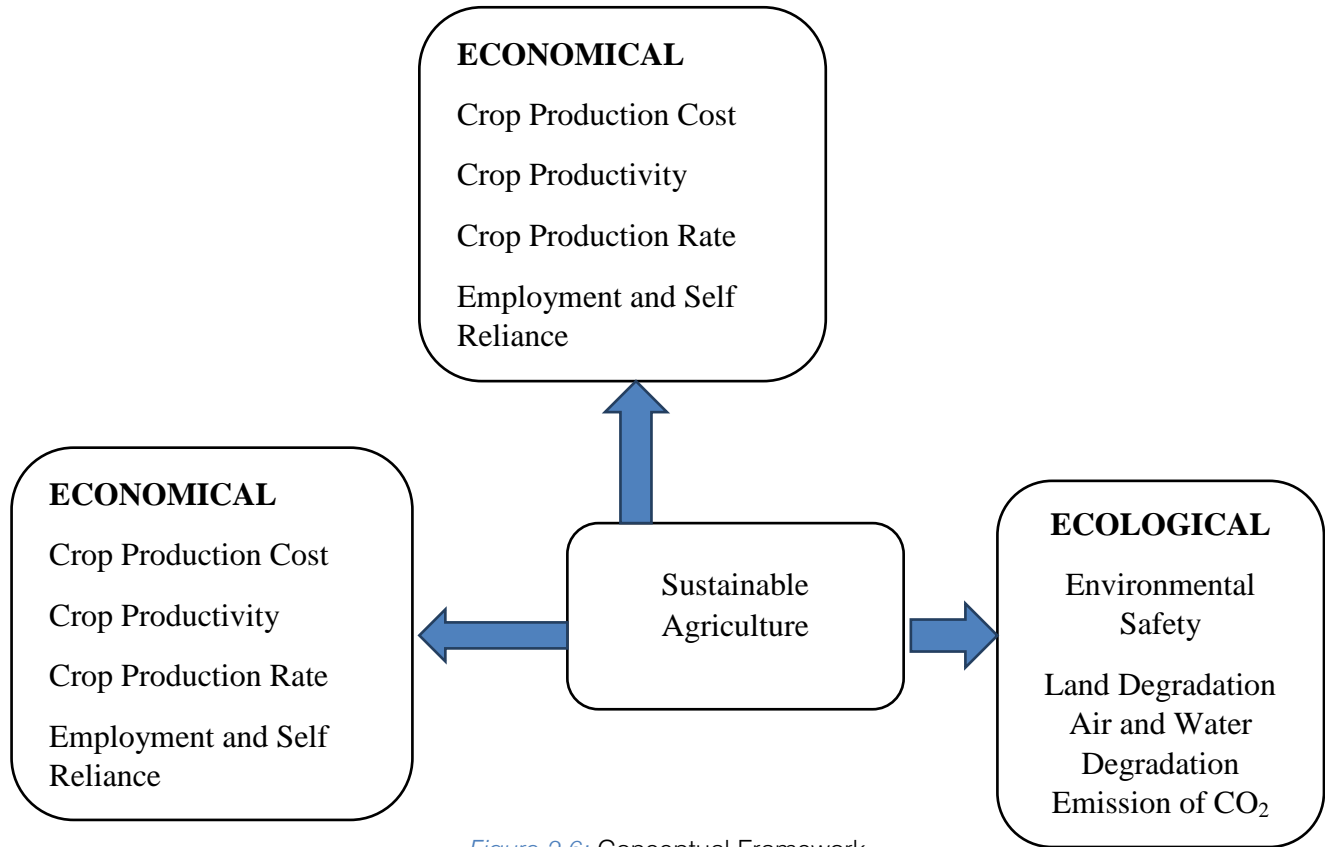 ECONOMICAL
Crop Production Cost
Crop Productivity
Crop Production Rate
Employment and Self
Reliance
ECONOMICAL
Crop Production Cost
Crop Productivity
Crop Production Rate
Employment and Self
Reliance
Sustainable
Agriculture
ECOLOGICAL
Environmental
Safety
Land Degradation
Air and Water
Degradation
Emission of CO₂
Figure 2.6: Conceptual Framework